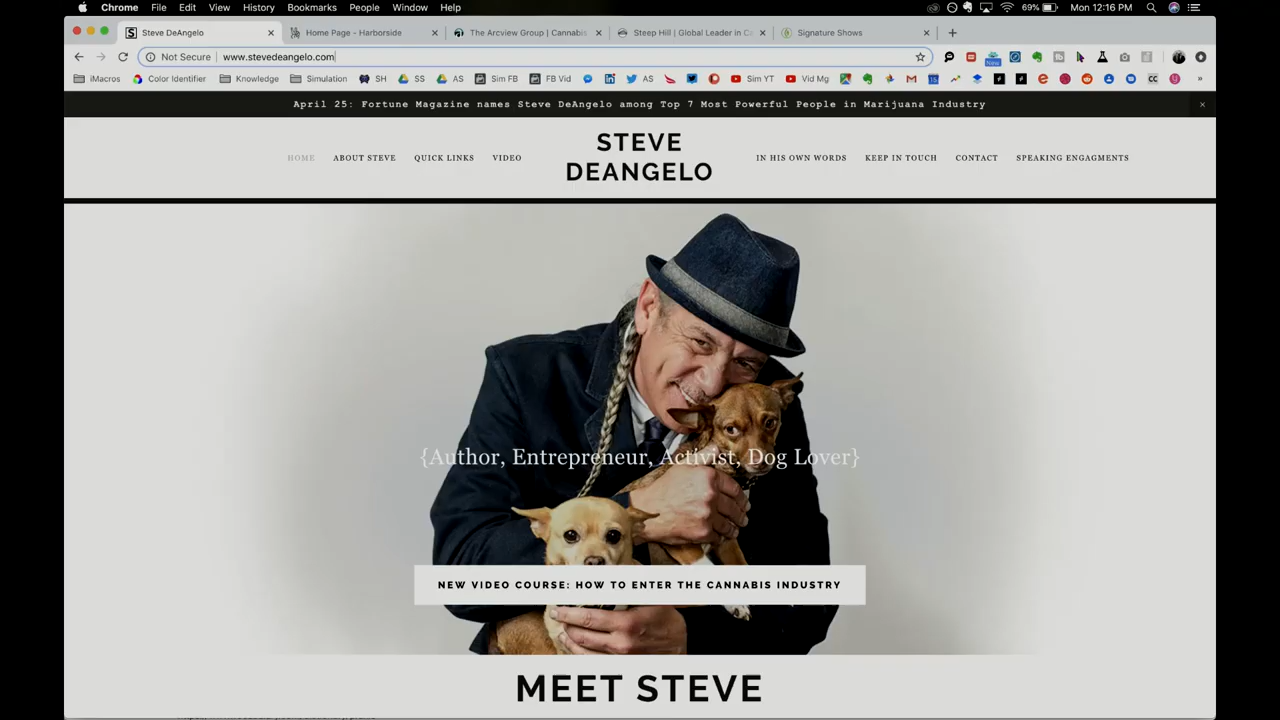 Chrome File Edit View History Bookmarks People Window Help 69% Mon 12:16 PM
Steve DeAngelo Home Page - Harborside The Arcview Group | Cannabis Steep Hill | Global Leader in Ca Signature Shows
Not Secure www.stevedeangelo.com
New
iMacros Color Identifier Knowledge Simulation SH SS AS Sim FB FB Vid AS Sim YT Vid Mg
April 25: Fortune Magazine names Steve DeAngelo among Top 7 Most Powerful People in Marijuana Industry
HOME ABOUT STEVE QUICK LINKS VIDEO
STEVE
DEANGELO
IN HIS OWN WORDS KEEP IN TOUCH CONTACT SPEAKING ENGAGMENTS
{Author, Entrepreneur, Activist, Dog Lover}
NEW VIDEO COURSE: HOW TO ENTER THE CANNABIS INDUSTRY
MEET STEVE